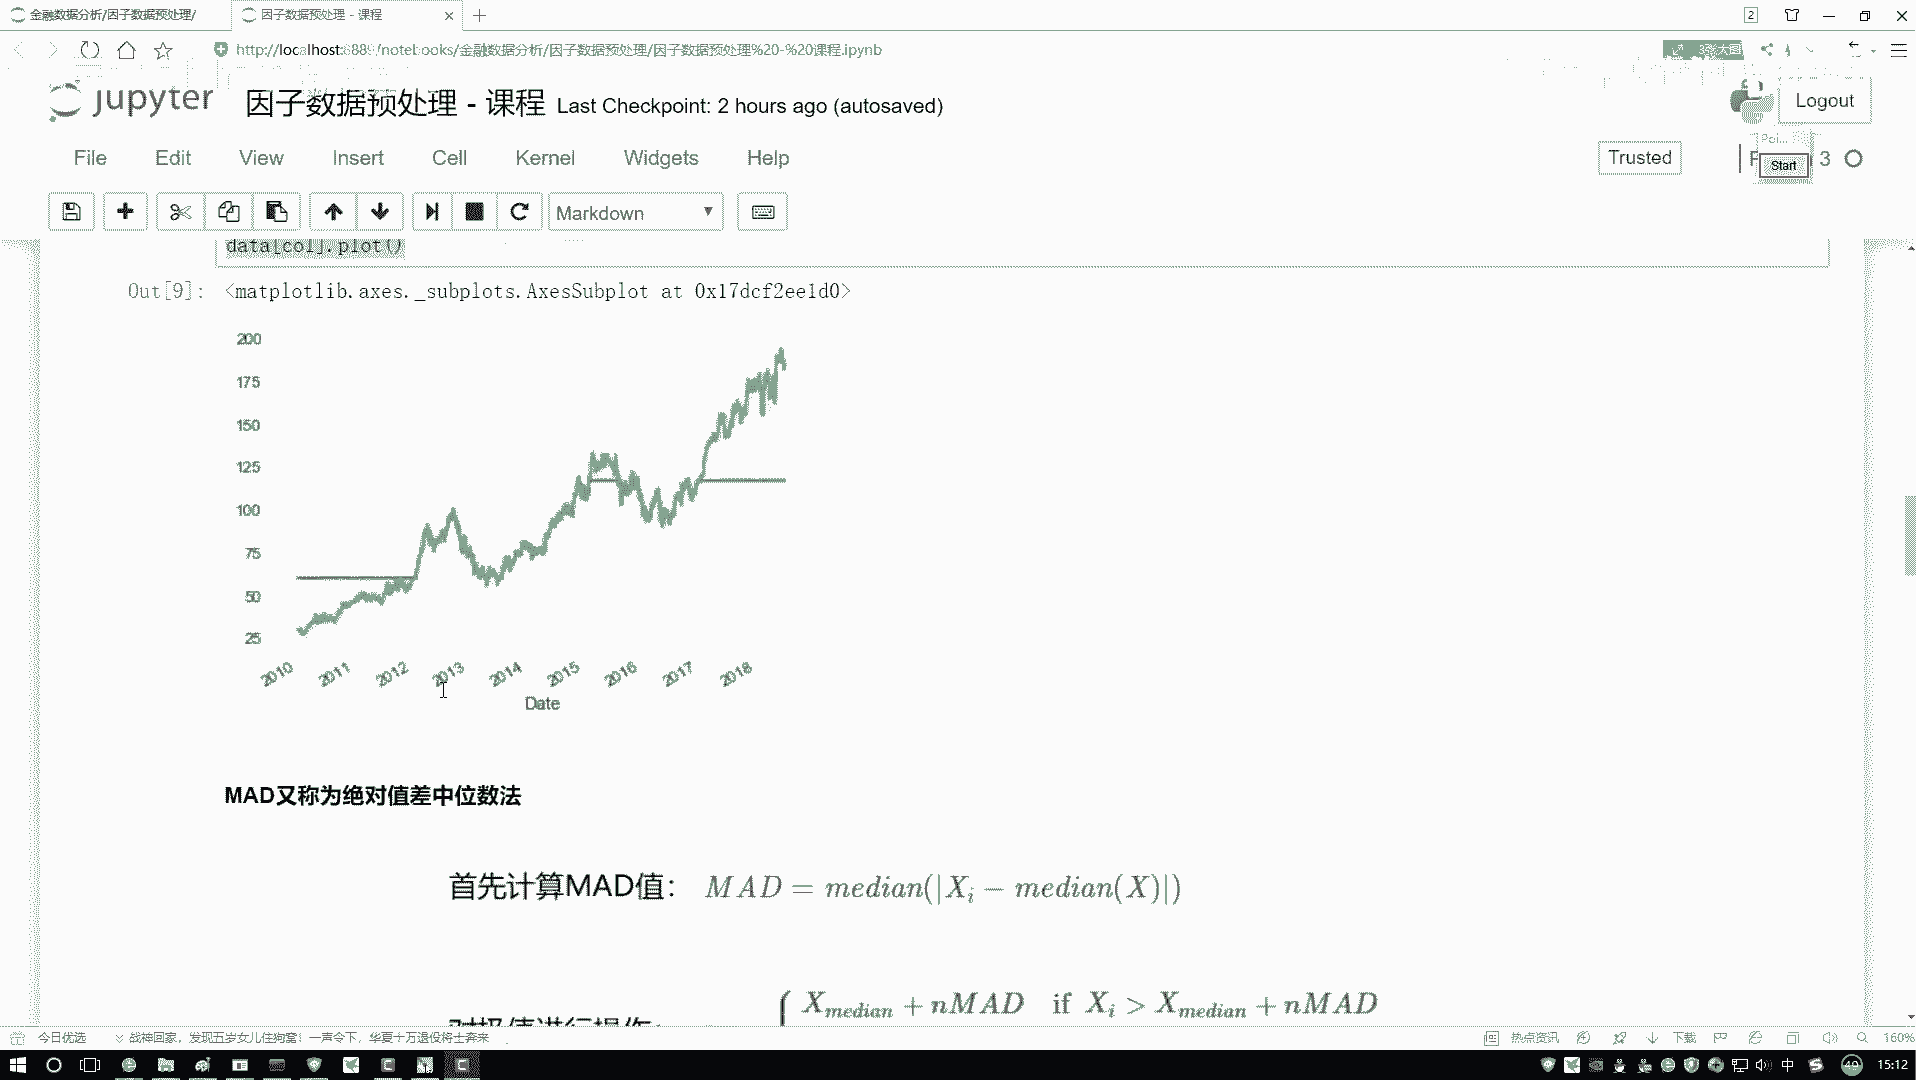 金融数据分析/因子数据预处理/
因子数据预处理 - 课程
2
http://localhost:888 /notebooks/金融数据分析/因子数据预处理/因子数据预处理%20-%20课程.ipynb
3张大图
jupyter 因子数据预处理 - 课程 Last Checkpoint: 2 hours ago (autosaved)
Logout
File Edit View Insert Cell Kernel Widgets Help
Trusted
Start
3
Markdown
data[col].plot()
Out[9]: <matplotlib.axes._subplots.AxesSubplot at 0x17dcf2ee1d0>
200
175
150
125
100
75
50
25
2010 2011 2012 2013 2014 2015 2016 2017 2018
Date
MAD又称为绝对值差中位数法
首先计算MAD值： MAD = median(|X_i − median(X)|)
对极值进行操作： X_median + nMAD if X_i > X_median + nMAD
今日优选
战神回家，发现五岁女儿住狗窝！一声令下，华夏十万退役将士奔来
热点资讯
下载
160%
中
49
15:12